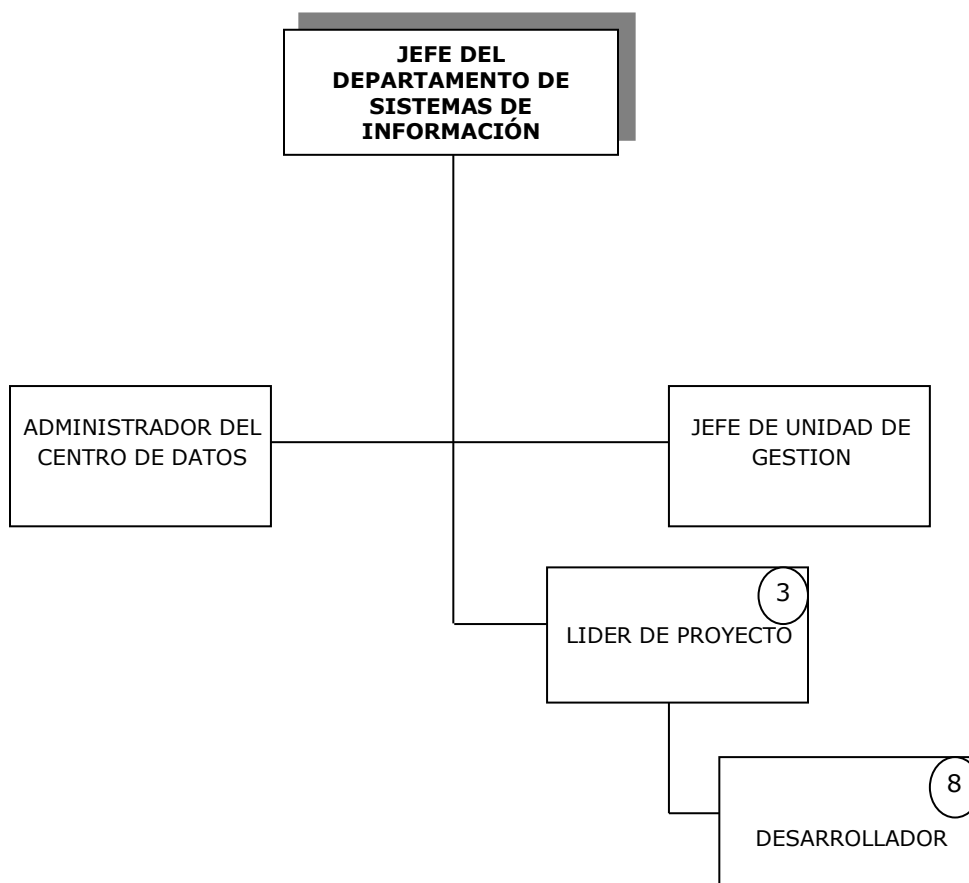 JEFE DEL
DEPARTAMENTO DE
SISTEMAS DE
INFORMACIÓN
ADMINISTRADOR DEL
CENTRO DE DATOS
JEFE DE UNIDAD DE
GESTION
3
LIDER DE PROYECTO
8
DESARROLLADOR